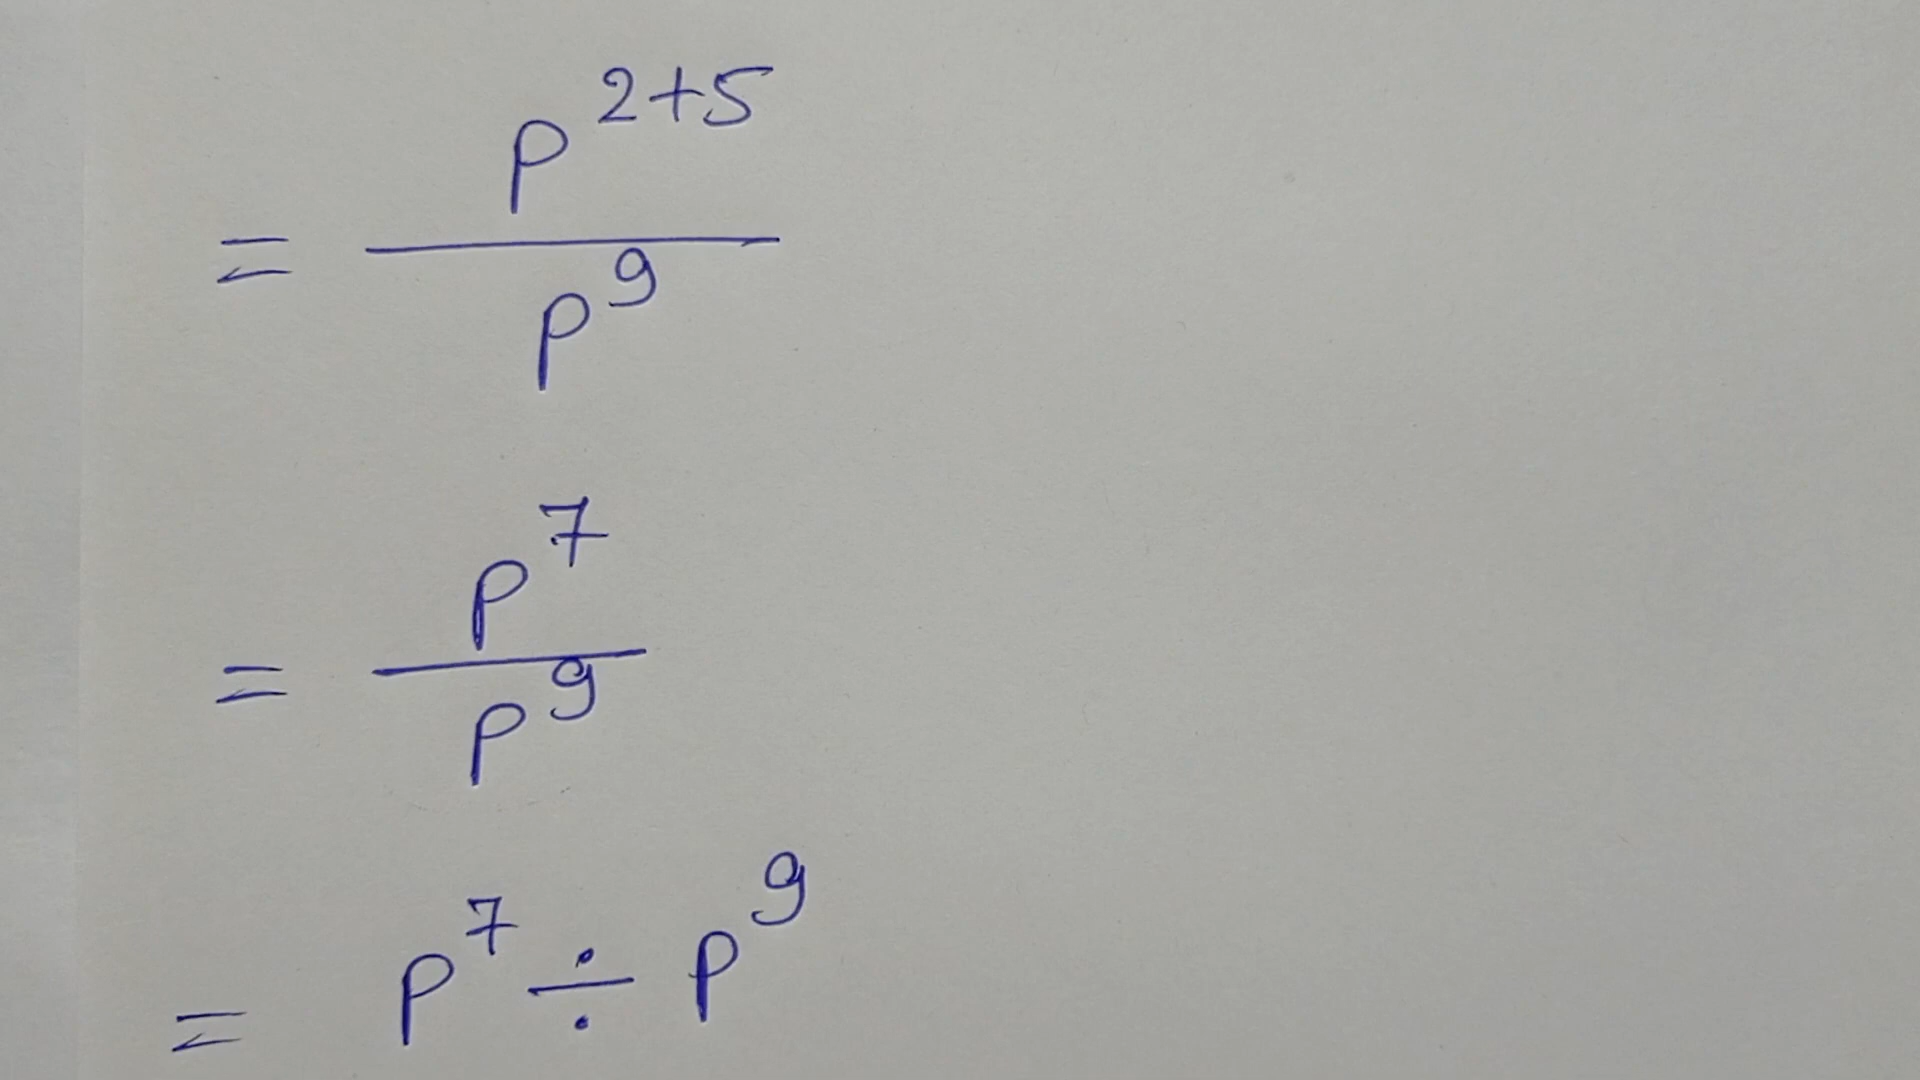 = p^{2+5} / p^9
= p^7 / p^9
= p^7 ÷ p^9